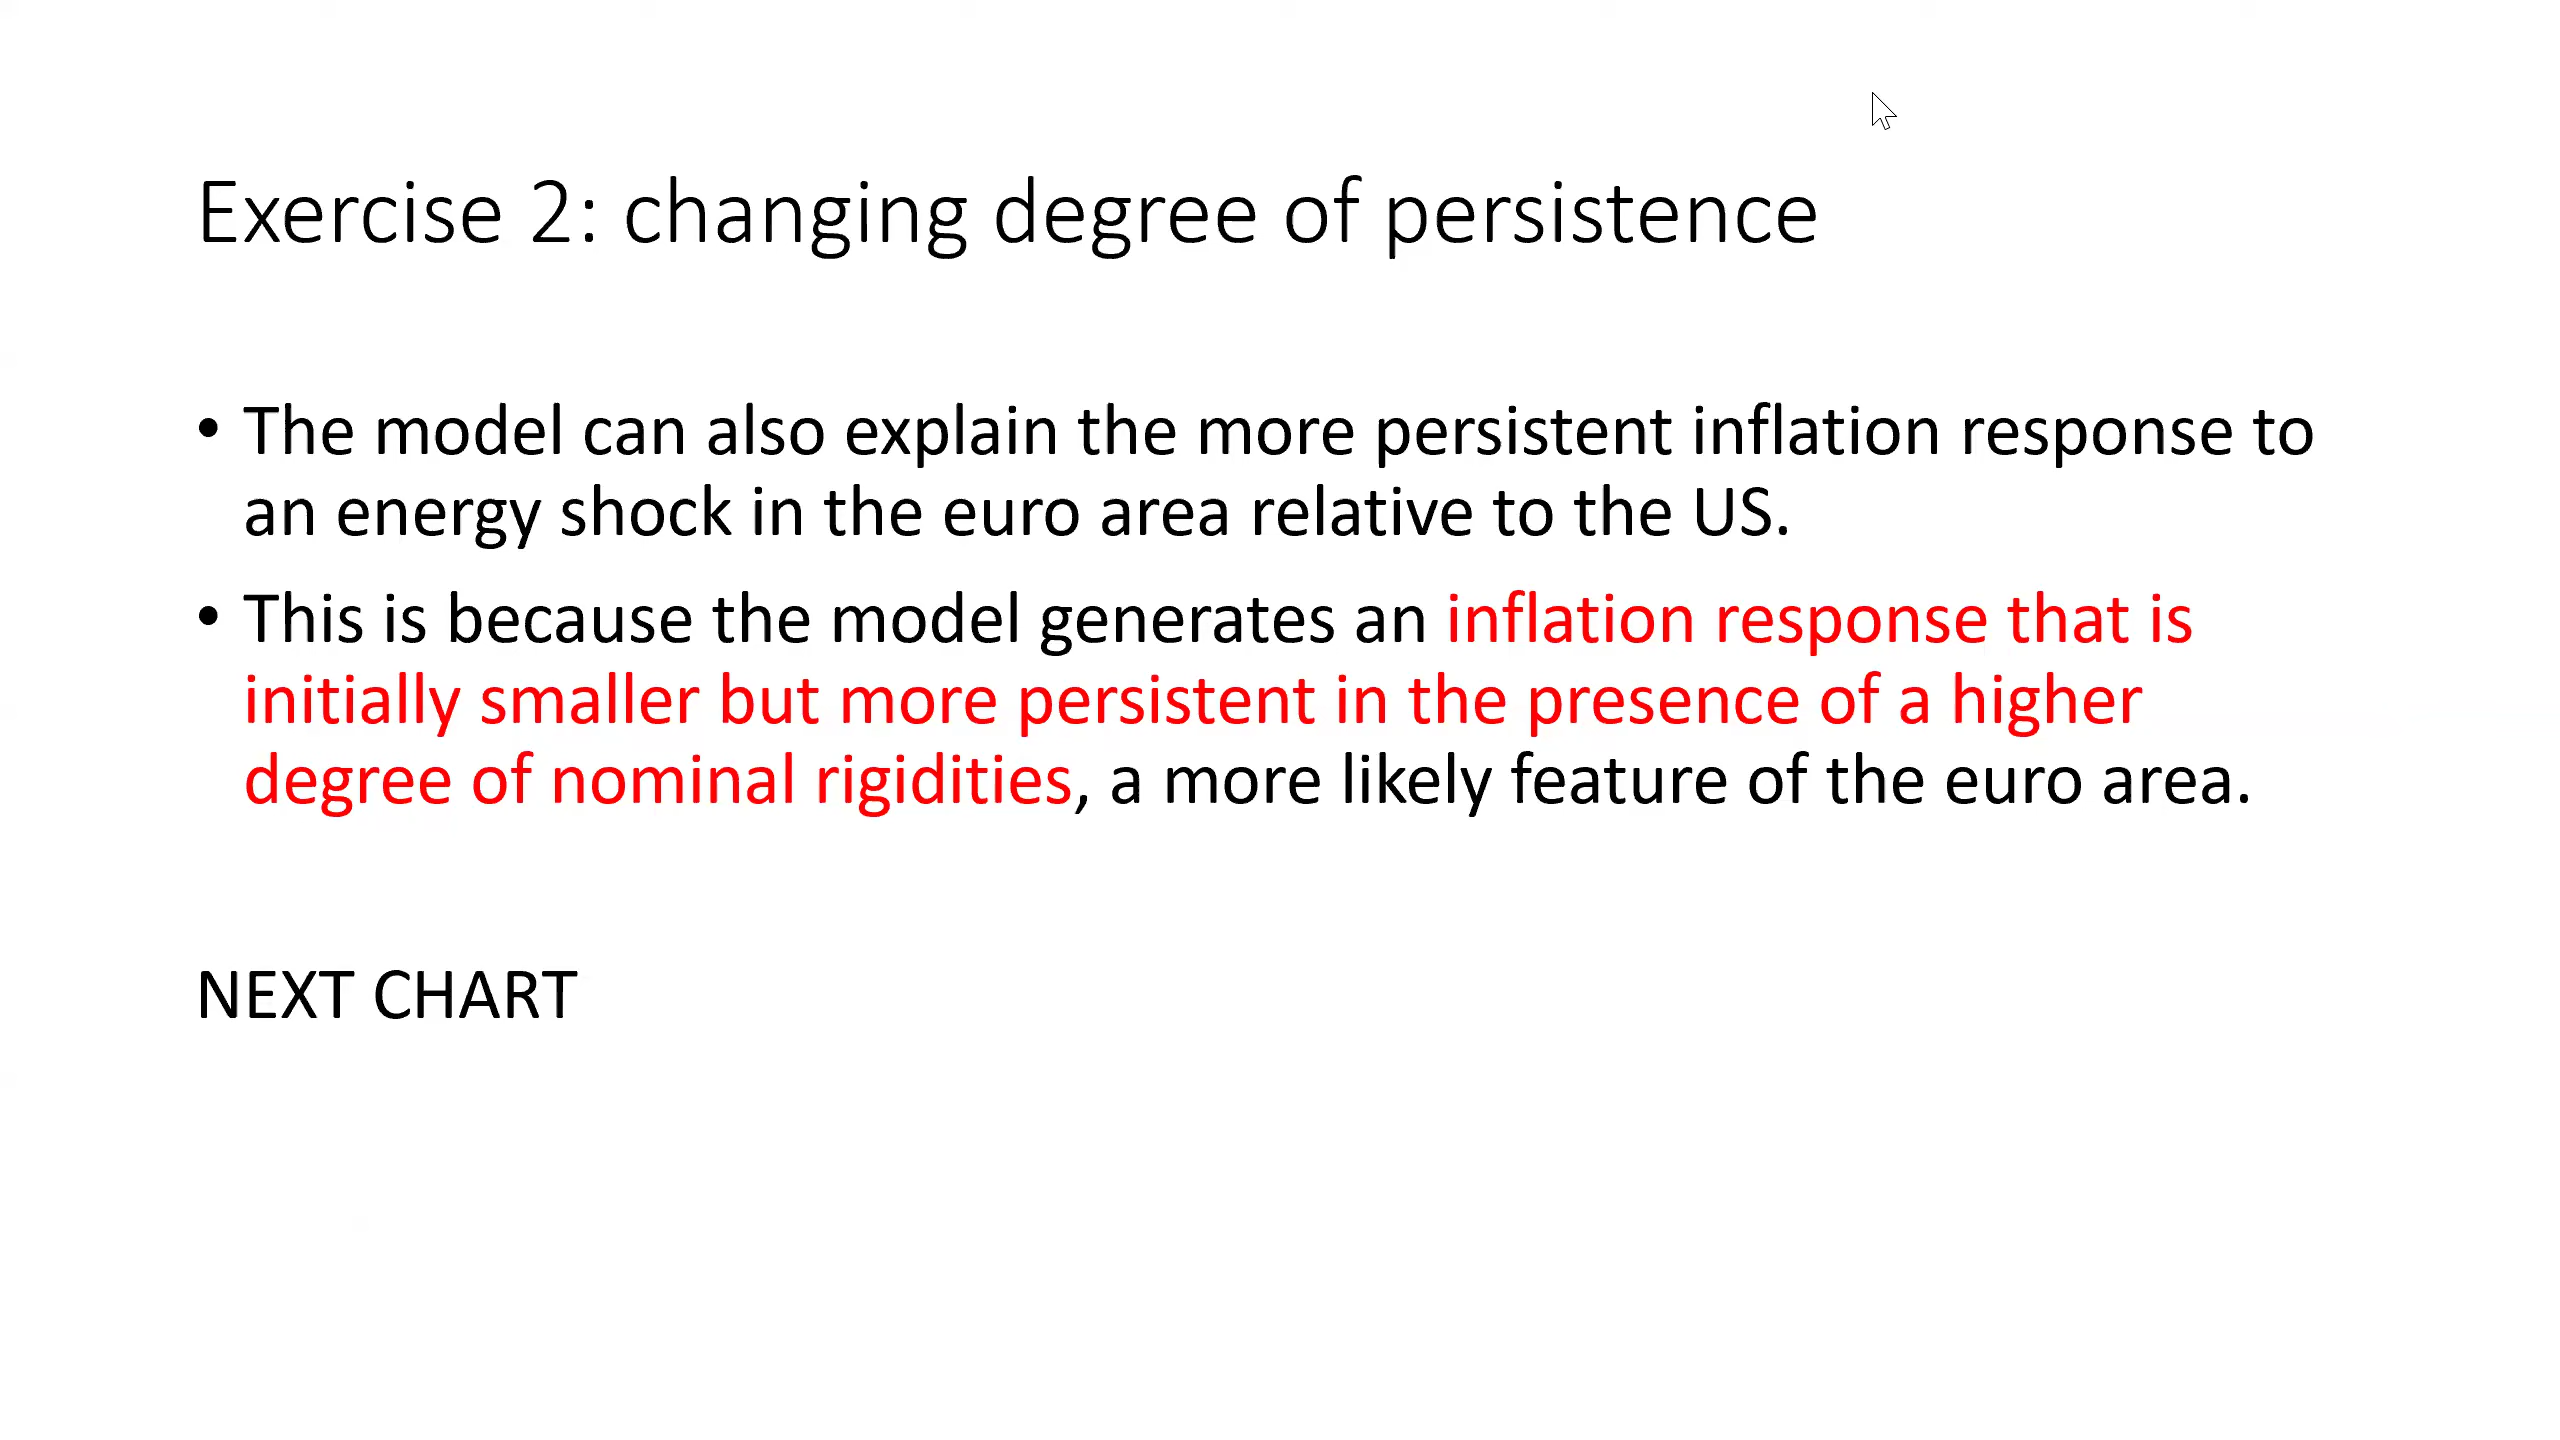 Exercise 2: changing degree of persistence
• The model can also explain the more persistent inflation response to
an energy shock in the euro area relative to the US.
• This is because the model generates an inflation response that is
initially smaller but more persistent in the presence of a higher
degree of nominal rigidities, a more likely feature of the euro area.
NEXT CHART